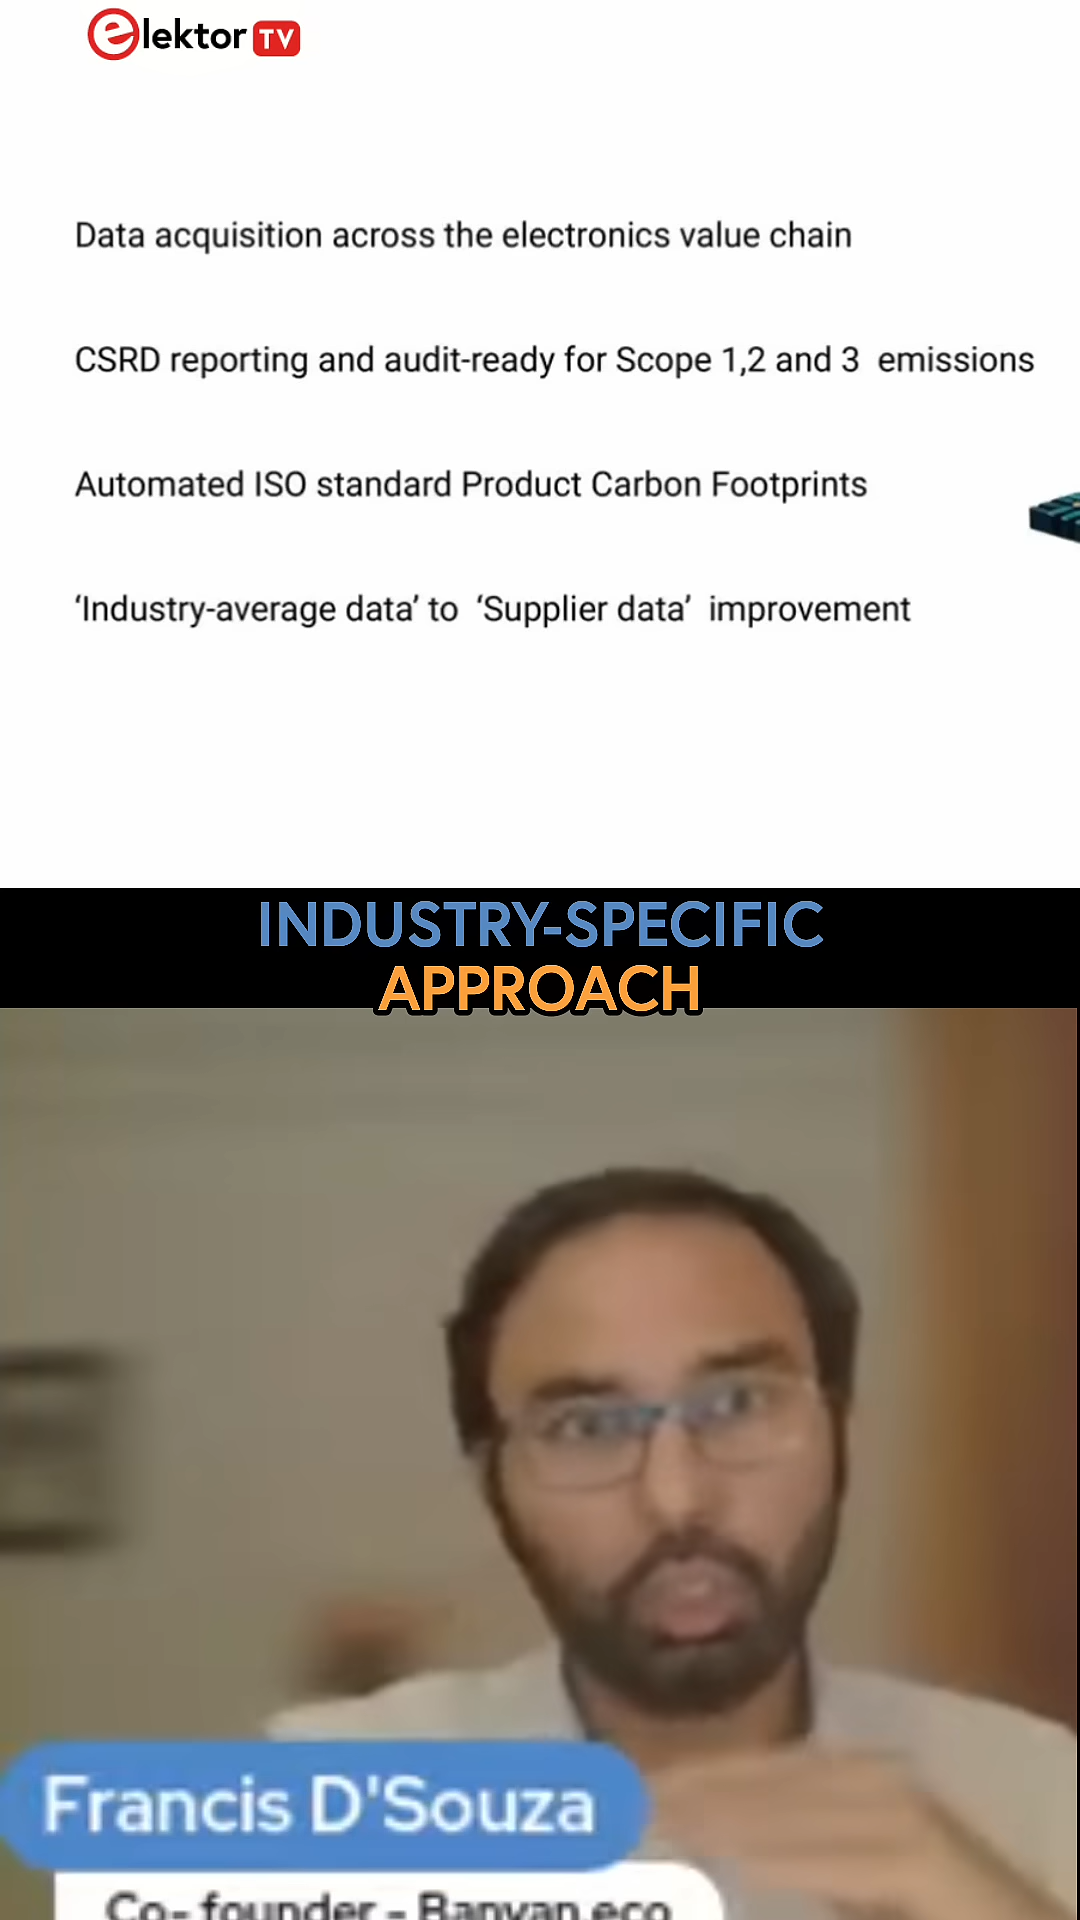 elektor TV
Data acquisition across the electronics value chain
CSRD reporting and audit-ready for Scope 1,2 and 3 emissions
Automated ISO standard Product Carbon Footprints
‘Industry-average data’ to ‘Supplier data’ improvement
INDUSTRY-SPECIFIC
APPROACH
Francis D'Souza
Co- founder - Banyan.eco